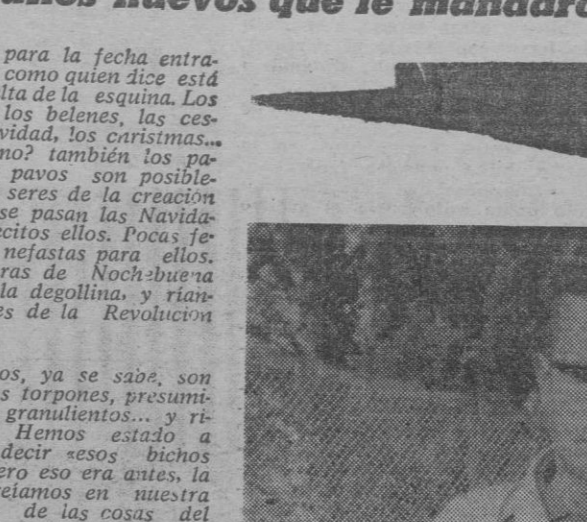 nuevos que le mandaro
para la fecha entra-
como quien dice está
lta de la esquina. Los
los belenes, las ces-
vidad, los christmas...
no? también los pa-
pavos son posible-
seres de la creación
se pasan las Navida-
ecitos ellos. Pocas fe-
nefastas para ellos.
ras de Nochebuena
la degollina, y rian-
es de la Revolución
os, ya se sabe, son
s torpones, presumi-
granulientos... y ri-
Hemos estado a
decir «esos bichos
ero eso era antes, la
reíamos en nuestra
de las cosas del